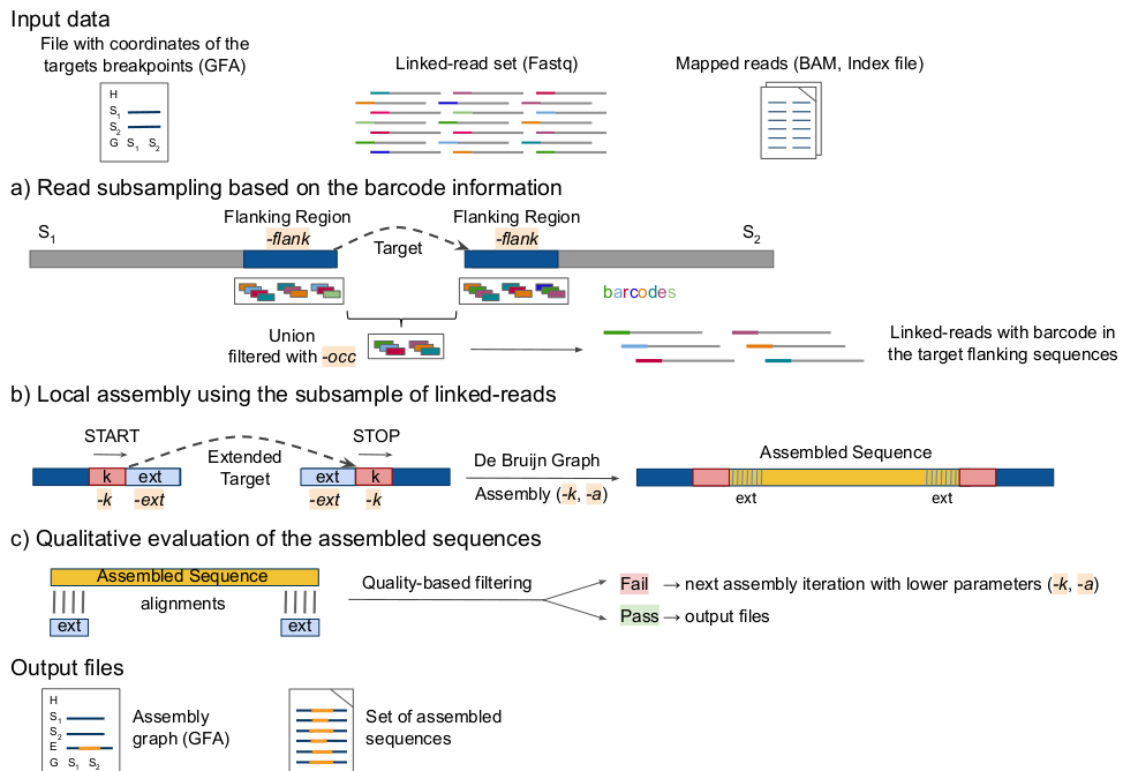 Input data
File with coordinates of the
targets breakpoints (GFA)
H
S1
S2
G S1 S2
Linked-read set (Fastq)
Mapped reads (BAM, Index file)
a) Read subsampling based on the barcode information
S1
Flanking Region
-flank
Target
Flanking Region
-flank
S2
barcodes
Union
filtered with -occ
Linked-reads with barcode in
the target flanking sequences
b) Local assembly using the subsample of linked-reads
START
k ext
-k -ext
Extended
Target
STOP
ext k
-ext -k
De Bruijn Graph
Assembly (-k, -a)
Assembled Sequence
ext ext
c) Qualitative evaluation of the assembled sequences
Assembled Sequence
alignments
ext ext
Quality-based filtering
Fail → next assembly iteration with lower parameters (-k, -a)
Pass → output files
Output files
H
S1
S2
E
G S1 S2
Assembly
graph (GFA)
Set of assembled
sequences